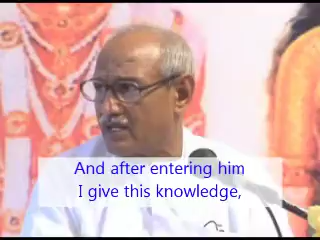 And after entering him
I give this knowledge,